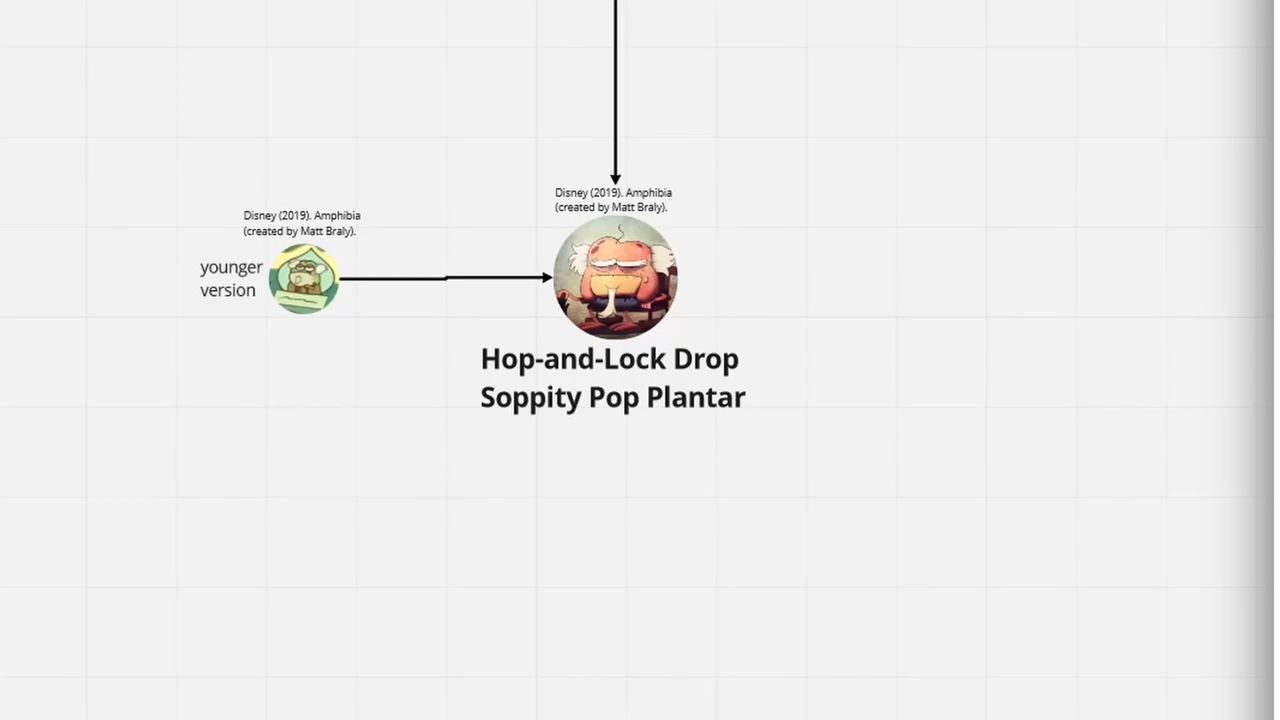 Disney (2019). Amphibia
(created by Matt Braly).
Disney (2019). Amphibia
(created by Matt Braly).
younger
version
Hop-and-Lock Drop
Soppity Pop Plantar